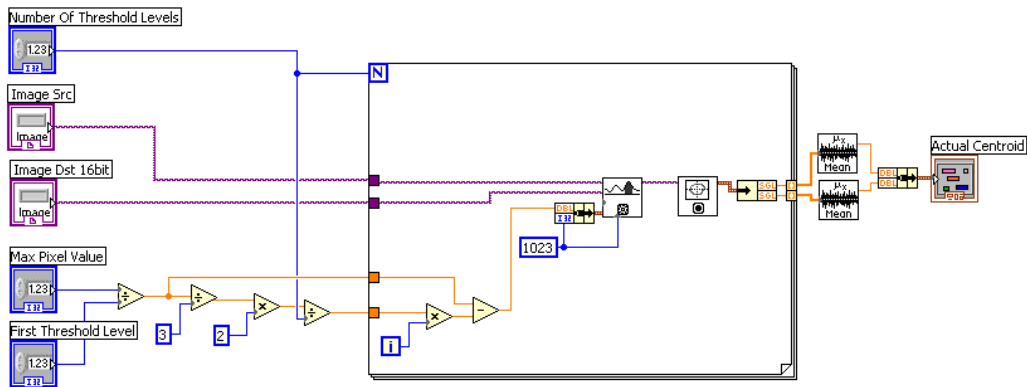 Number Of Threshold Levels
1.23
I32
N
Image Src
Image
Image Dst 16bit
Image
μx
Mean
Actual Centroid
SGL
SGL
DBL
DBL
μx
Mean
DBL
I32
1023
Max Pixel Value
1.23
I32
÷
÷
×
÷
×
−
3
2
i
First Threshold Level
1.23
I32